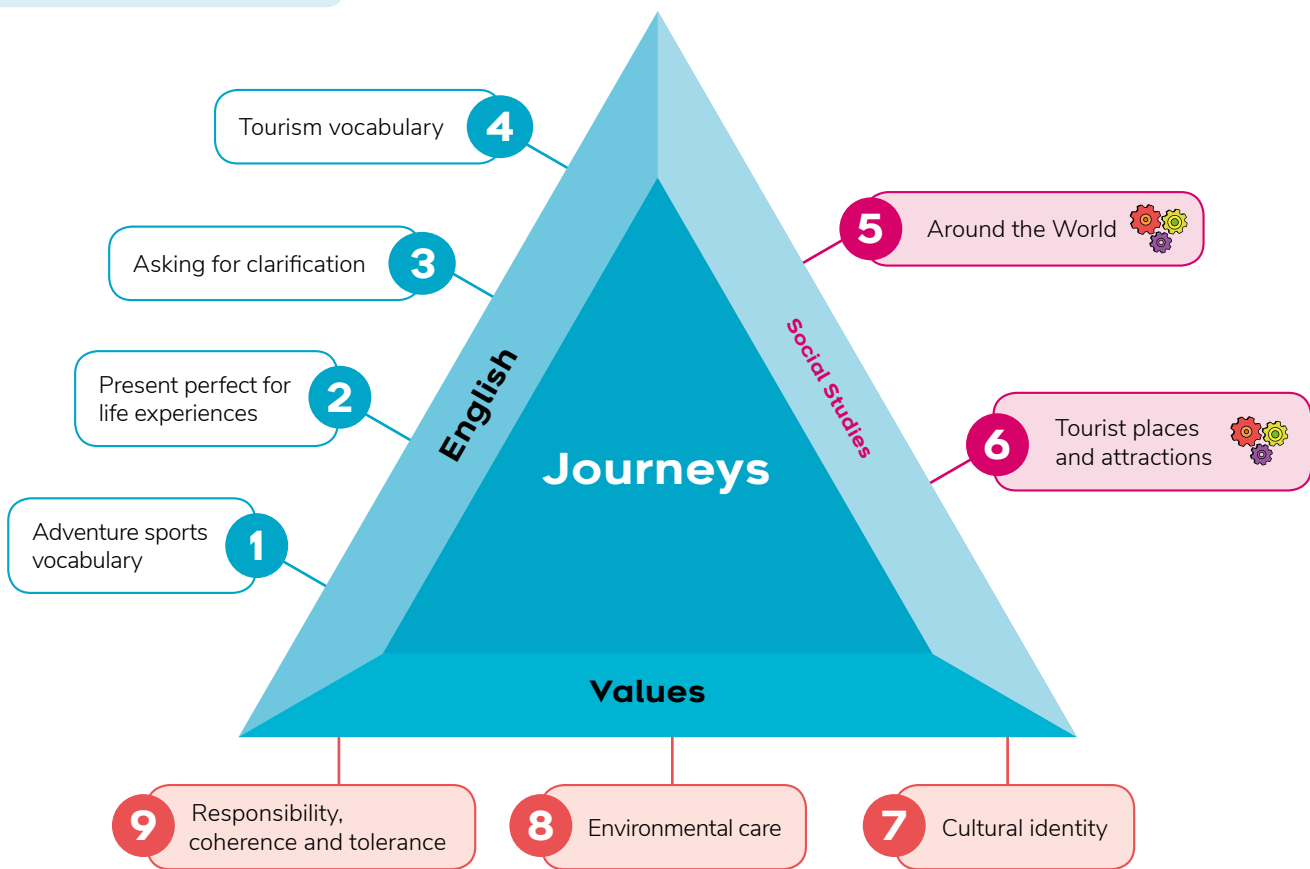 4
Tourism vocabulary
3
Asking for clarification
2
Present perfect for
life experiences
1
Adventure sports
vocabulary
English
Journeys
Social Studies
Values
5
Around the World
6
Tourist places
and attractions
9
Responsibility,
coherence and tolerance
8
Environmental care
7
Cultural identity